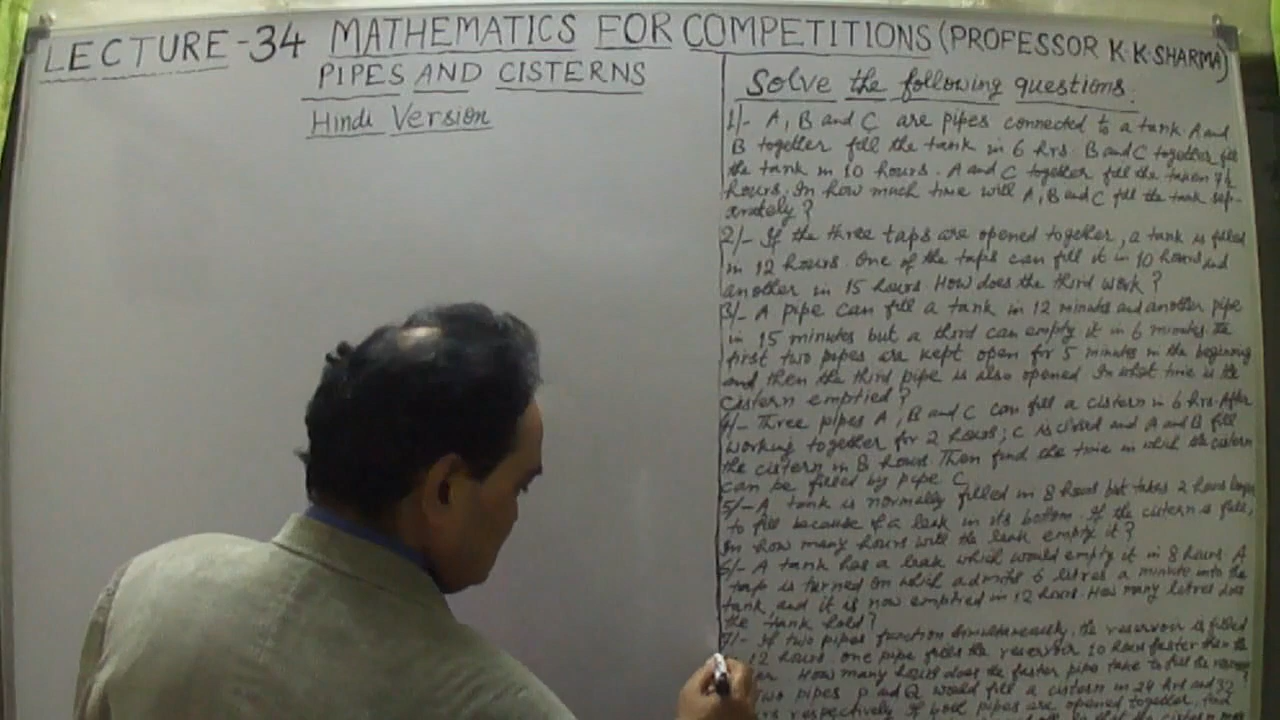 LECTURE-34 MATHEMATICS FOR COMPETITIONS (PROFESSOR K·K·SHARMA)
PIPES AND CISTERNS
Hindi Version
Solve the following questions.
1/- A, B and C are pipes connected to a tank. A and
B together fill the tank in 6 hrs. B and C together fill
the tank in 10 hours. A and C together fill the 7½
hours. In how much time will A, B and C fill the tank sep-
arately?
2/- If the three taps are opened together, a tank is filled
in 12 hours. One of the taps can fill it in 10 hours and
another in 15 hours. How does the third work?
3/- A pipe can fill a tank in 12 minutes and another pipe
in 15 minutes but a third can empty it in 6 minutes. The
first two pipes are kept open for 5 minutes in the beginning
and then the third pipe is also opened. In what time is the
cistern emptied?
4/- Three pipes A, B and C can fill a cistern in 6 hrs. After
working together for 2 hours; C is closed and A and B fill
the cistern in 8 hours. Then find the time in which the cistern
can be filled by pipe C
5/- A tank is normally filled in 8 hours but takes 2 hours longer
to fill because of a leak in its bottom. If the cistern is full,
In how many hours will the leak empty it?
6/- A tank has a leak which would empty it in 8 hours. A
tap is turned on which admits 6 litres a minute into the
tank, and it is now emptied in 12 hours. How many litres does
the tank hold?
7/- If two pipes function simultaneously, the reservoir is filled
12 hours. One pipe fills the reservoir 10 hours faster than the
How many hours does the faster pipe take to fill the
Two pipes P and Q would fill a cistern in 24 hrs and 32
respectively. If both pipes are opened together, find